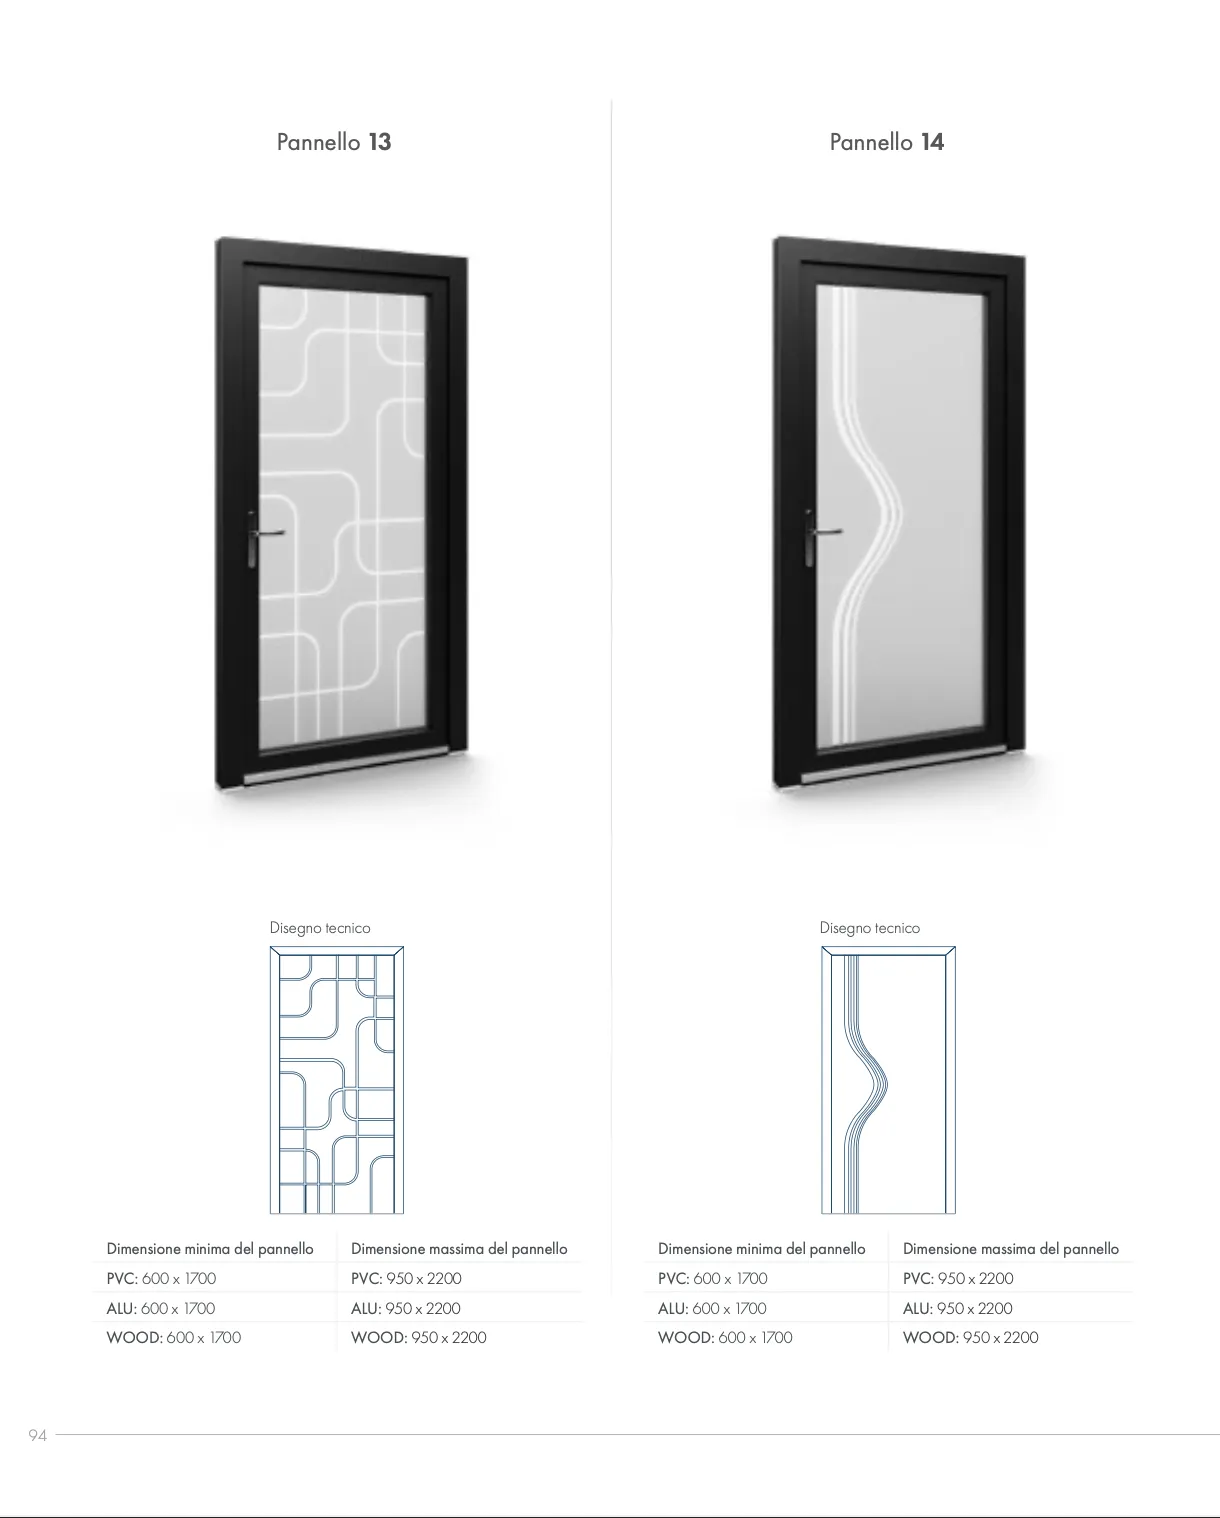 Pannello 13
Disegno tecnico
Dimensione minima del pannello
Dimensione massima del pannello
PVC: 600 x 1700
PVC: 950 x 2200
ALU: 600 x 1700
ALU: 950 x 2200
WOOD: 600 x 1700
WOOD: 950 x 2200
Pannello 14
Disegno tecnico
Dimensione minima del pannello
Dimensione massima del pannello
PVC: 600 x 1700
PVC: 950 x 2200
ALU: 600 x 1700
ALU: 950 x 2200
WOOD: 600 x 1700
WOOD: 950 x 2200
94